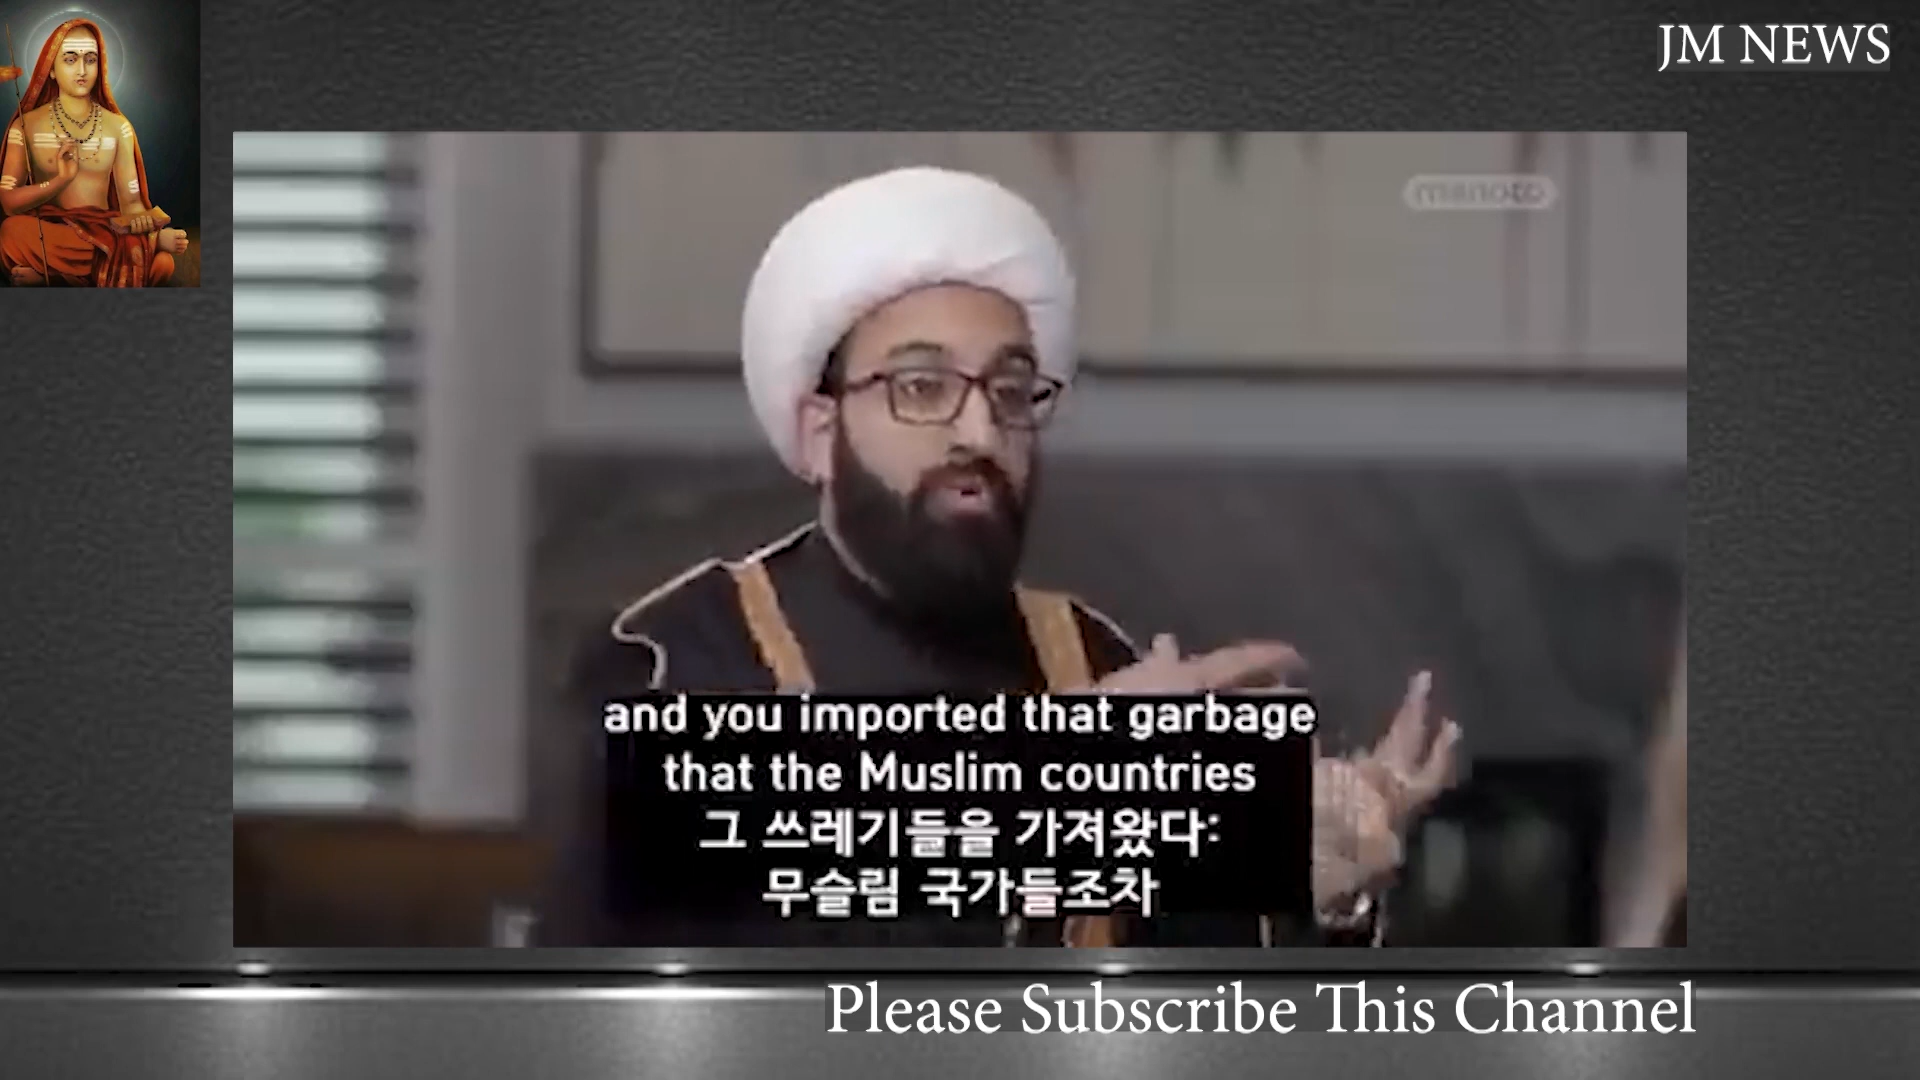 JM NEWS
manoto
and you imported that garbage
that the Muslim countries
그 쓰레기들을 가져왔다:
무슬림 국가들조차
Please Subscribe This Channel